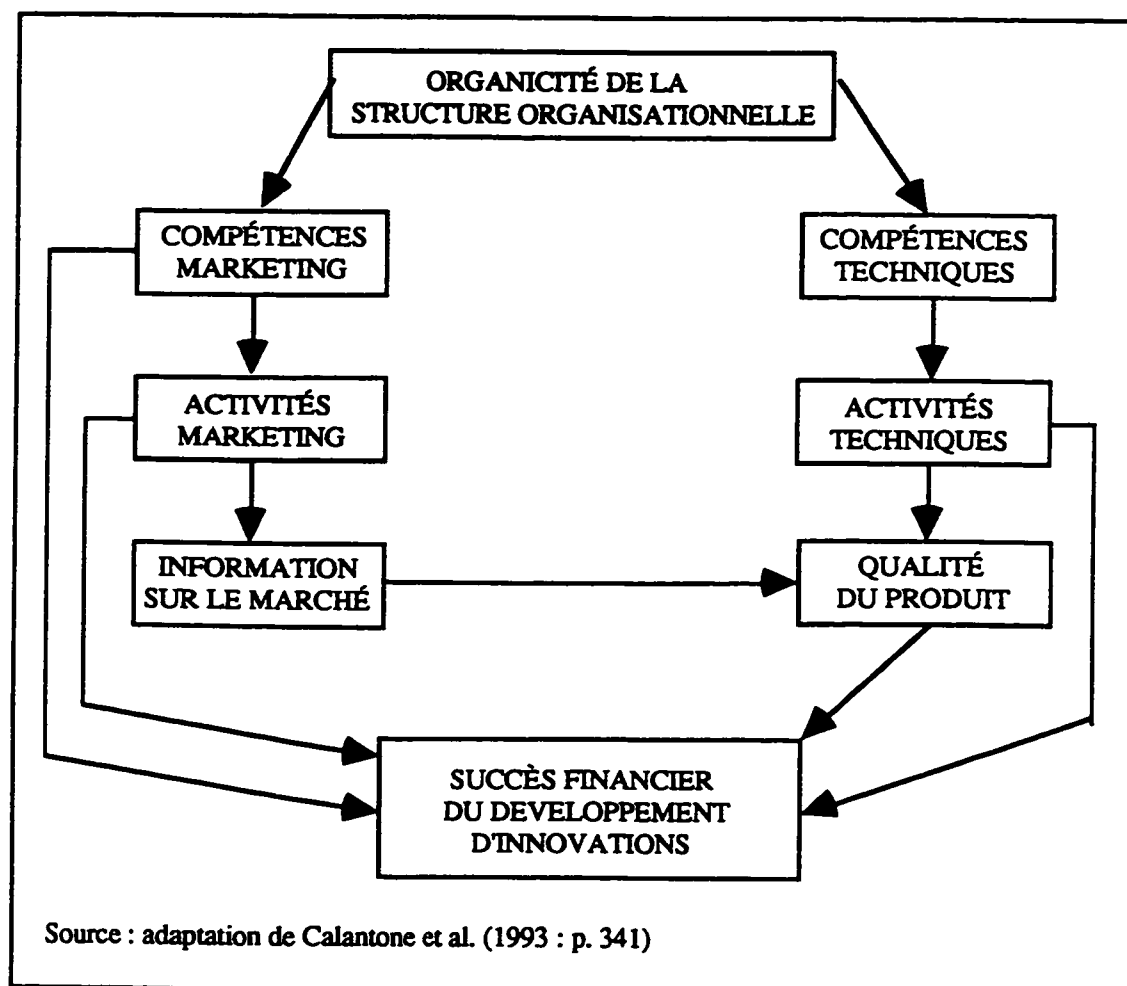 ORGANICITÉ DE LA
STRUCTURE ORGANISATIONNELLE
COMPÉTENCES
MARKETING
COMPÉTENCES
TECHNIQUES
ACTIVITÉS
MARKETING
ACTIVITÉS
TECHNIQUES
INFORMATION
SUR LE MARCHÉ
QUALITÉ
DU PRODUIT
SUCCÈS FINANCIER
DU DEVELOPPEMENT
D'INNOVATIONS
Source : adaptation de Calantone et al. (1993 : p. 341)